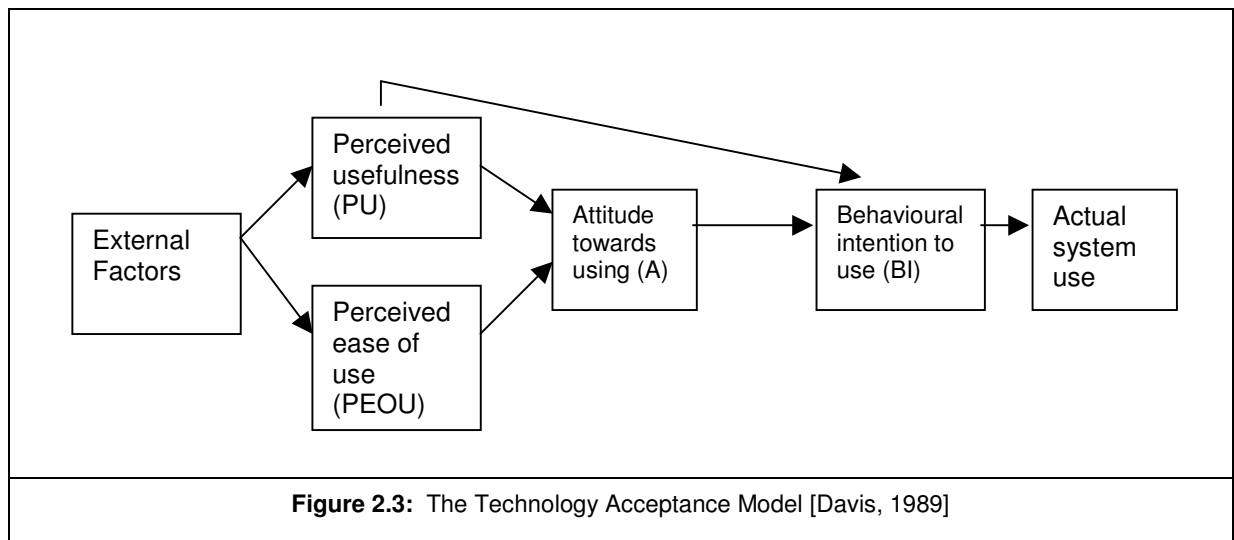 External
Factors
Perceived
usefulness
(PU)
Perceived
ease of
use
(PEOU)
Attitude
towards
using (A)
Behavioural
intention to
use (BI)
Actual
system
use
Figure 2.3: The Technology Acceptance Model [Davis, 1989]